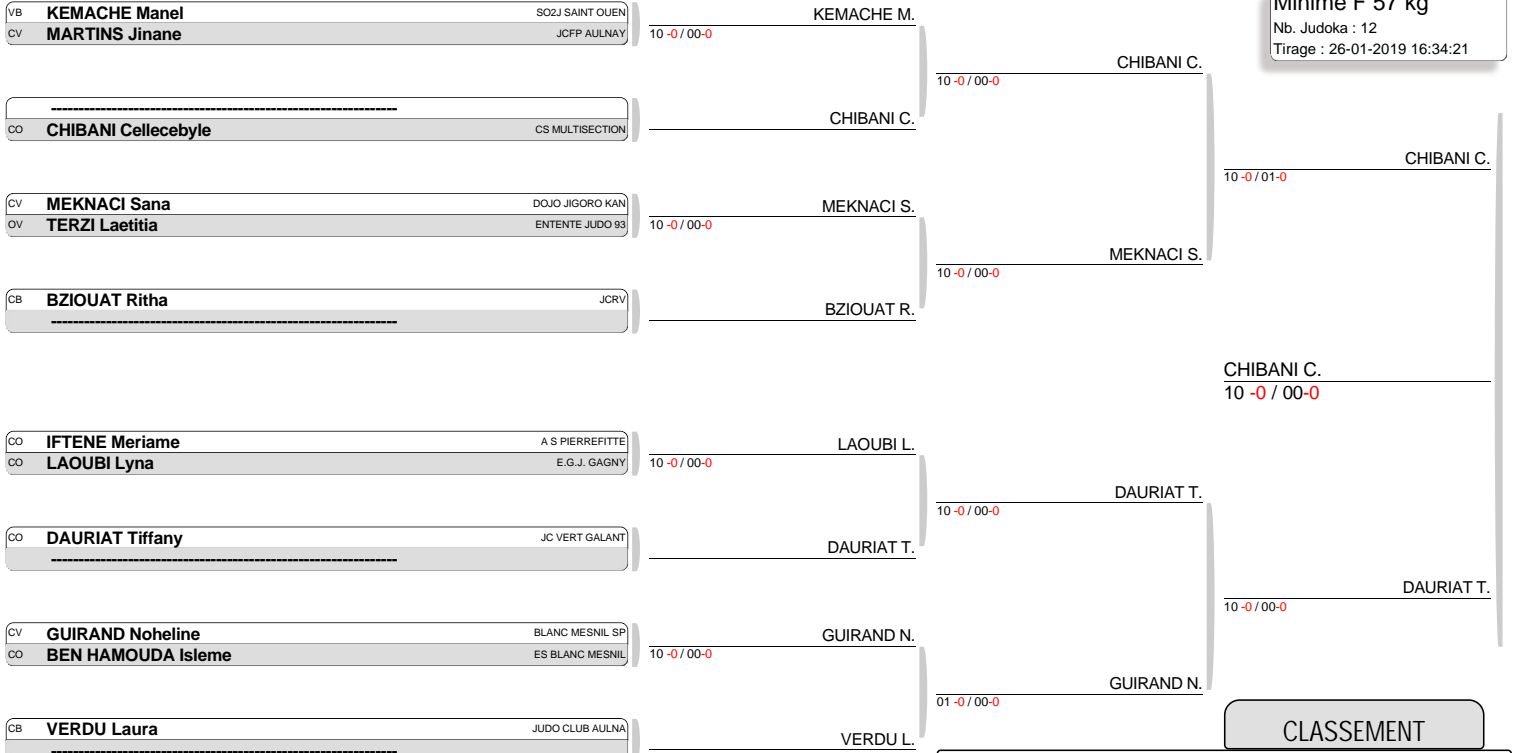 Minime F 57 kg
Nb. Judoka : 12
Tirage : 26-01-2019 16:34:21
VB KEMACHE Manel SO2J SAINT OUEN
CV MARTINS Jinane JCFP AULNAY
KEMACHE M.
10 -0 / 00-0
CHIBANI C.
10 -0 / 00-0
------------------------------------------------------------------
CO CHIBANI Cellecebyle CS MULTISECTION
CHIBANI C.
CHIBANI C.
10 -0 / 01-0
CV MEKNACI Sana DOJO JIGORO KAN
OV TERZI Laetitia ENTENTE JUDO 93
MEKNACI S.
10 -0 / 00-0
MEKNACI S.
10 -0 / 00-0
CB BZIOUAT Ritha JCRV
------------------------------------------------------------------
BZIOUAT R.
CHIBANI C.
10 -0 / 00-0
CO IFTENE Meriame A S PIERREFITTE
CO LAOUBI Lyna E.G.J. GAGNY
LAOUBI L.
10 -0 / 00-0
DAURIAT T.
10 -0 / 00-0
CO DAURIAT Tiffany JC VERT GALANT
------------------------------------------------------------------
DAURIAT T.
DAURIAT T.
10 -0 / 00-0
CV GUIRAND Noheline BLANC MESNIL SP
CO BEN HAMOUDA Isleme ES BLANC MESNIL
GUIRAND N.
10 -0 / 00-0
GUIRAND N.
01 -0 / 00-0
CB VERDU Laura JUDO CLUB AULNA
------------------------------------------------------------------
VERDU L.
CLASSEMENT